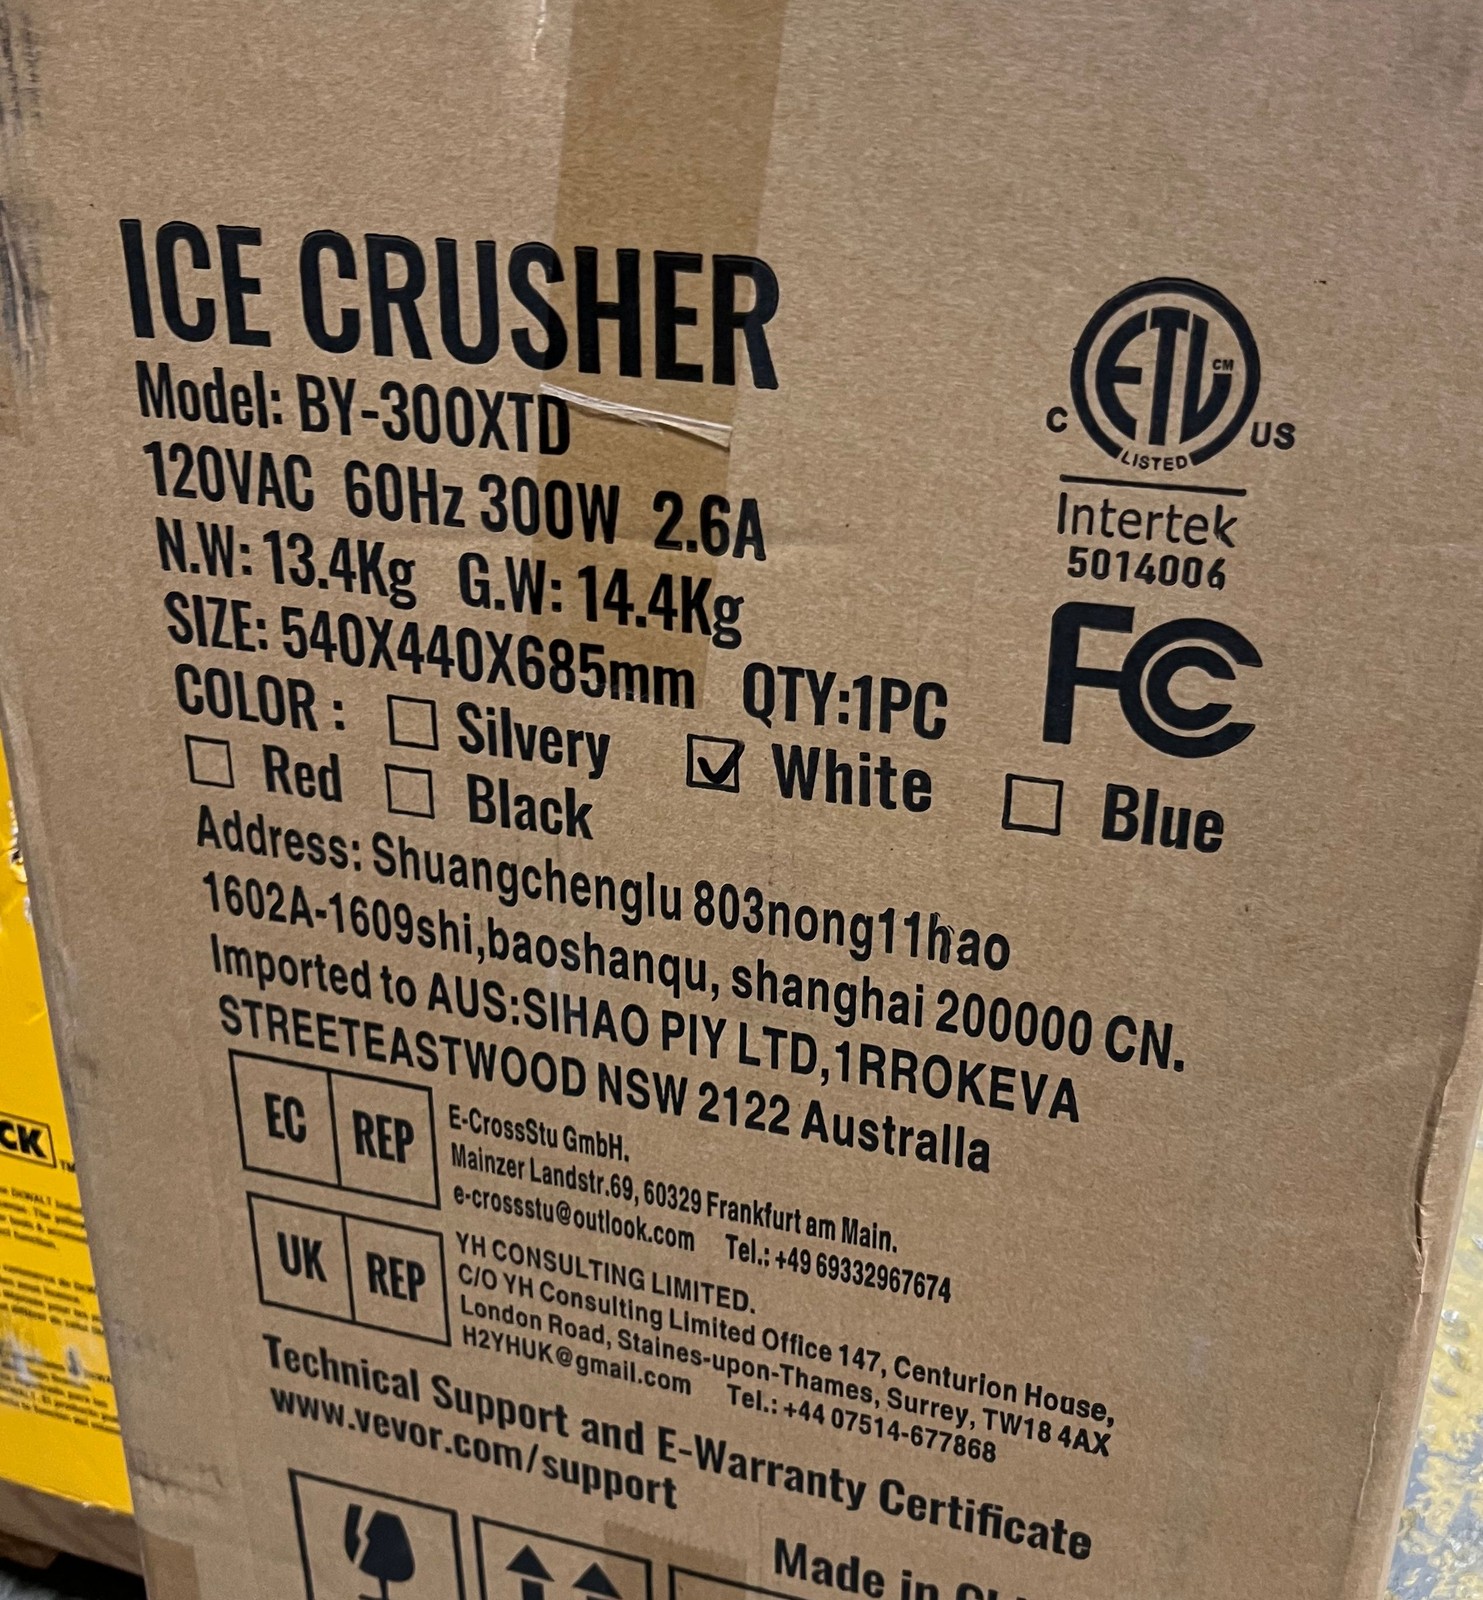 ICE CRUSHER
Model: BY-300XTD
120VAC 60Hz 300W 2.6A
N.W: 13.4Kg G.W: 14.4Kg
SIZE: 540X440X685mm QTY:1PC
COLOR : Silvery White Blue
Red Black
Address: Shuangchenglu 803nong11hao
1602A-1609shi,baoshanqu, shanghai 200000 CN.
Imported to AUS:SIHAO PIY LTD,1RROKEVA
STREETEASTWOOD NSW 2122 Australla
EC REP
E-CrossStu GmbH.
Mainzer Landstr.69, 60329 Frankfurt am Main.
e-crossstu@outlook.com Tel.: +49 69332967674
UK REP
YH CONSULTING LIMITED.
C/O YH Consulting Limited Office 147, Centurion House,
London Road, Staines-upon-Thames, Surrey, TW18 4AX
H2YHUK@gmail.com Tel.: +44 07514-677868
Technical Support and E-Warranty Certificate
www.vevor.com/support
Made in
C ETL CM US
LISTED
Intertek
5014006
FC
CK
TM